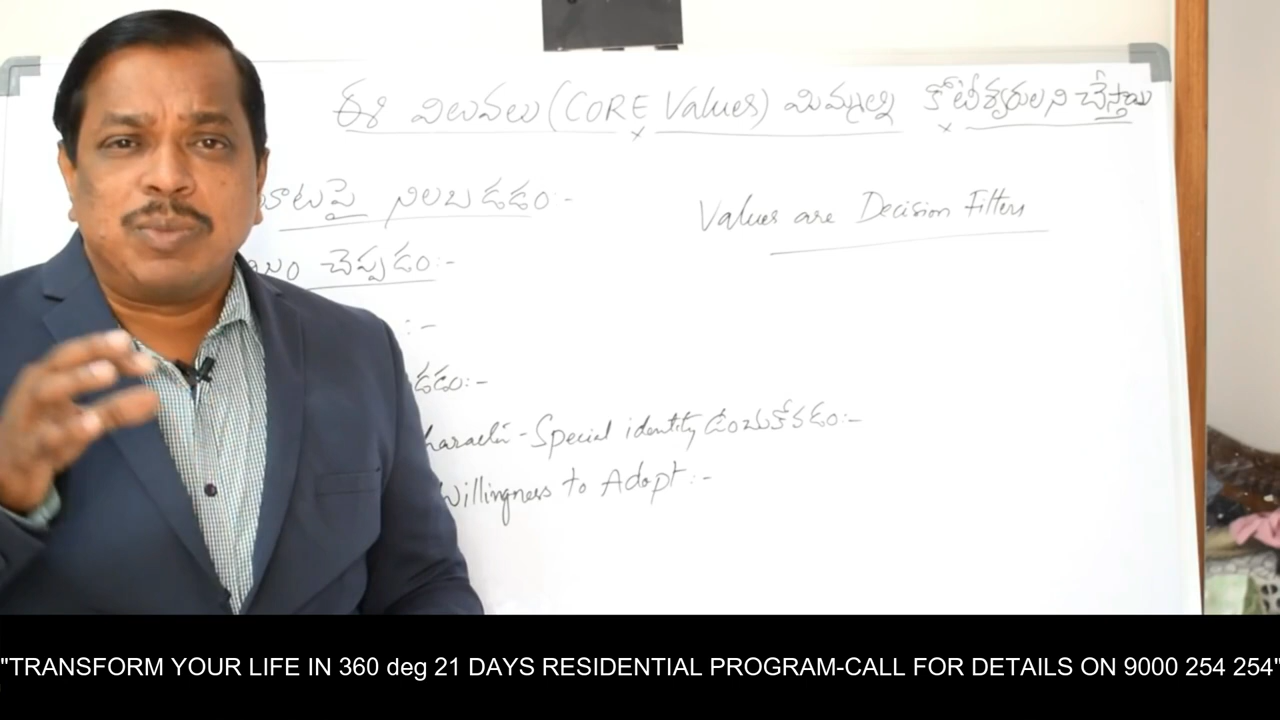 ఈ విలువలు (CORE Values) మిమ్మల్ని కోటీశ్వరులని చేస్తాయి
నిలబడడం:-
Values are Decision Filters
చెప్పడం:-
:-
డడం:-
Special identity ఉంచుకోవడం:-
Willingness to Adopt:-
"TRANSFORM YOUR LIFE IN 360 deg 21 DAYS RESIDENTIAL PROGRAM-CALL FOR DETAILS ON 9000 254 254"